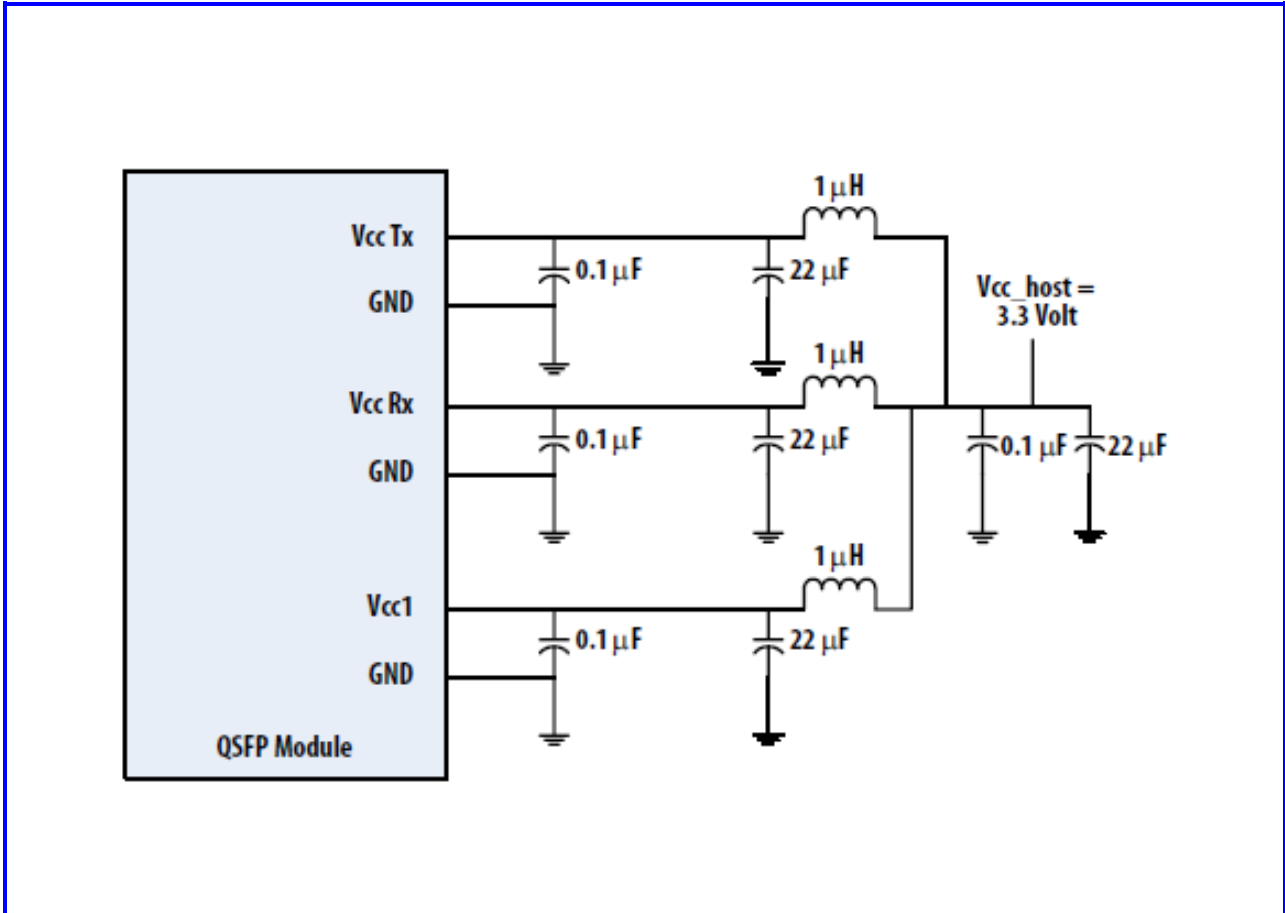 1 μH
Vcc Tx
0.1 μF
22 μF
GND
Vcc_host =
3.3 Volt
1 μH
Vcc Rx
0.1 μF
22 μF
0.1 μF
22 μF
GND
1 μH
Vcc1
0.1 μF
22 μF
GND
QSFP Module